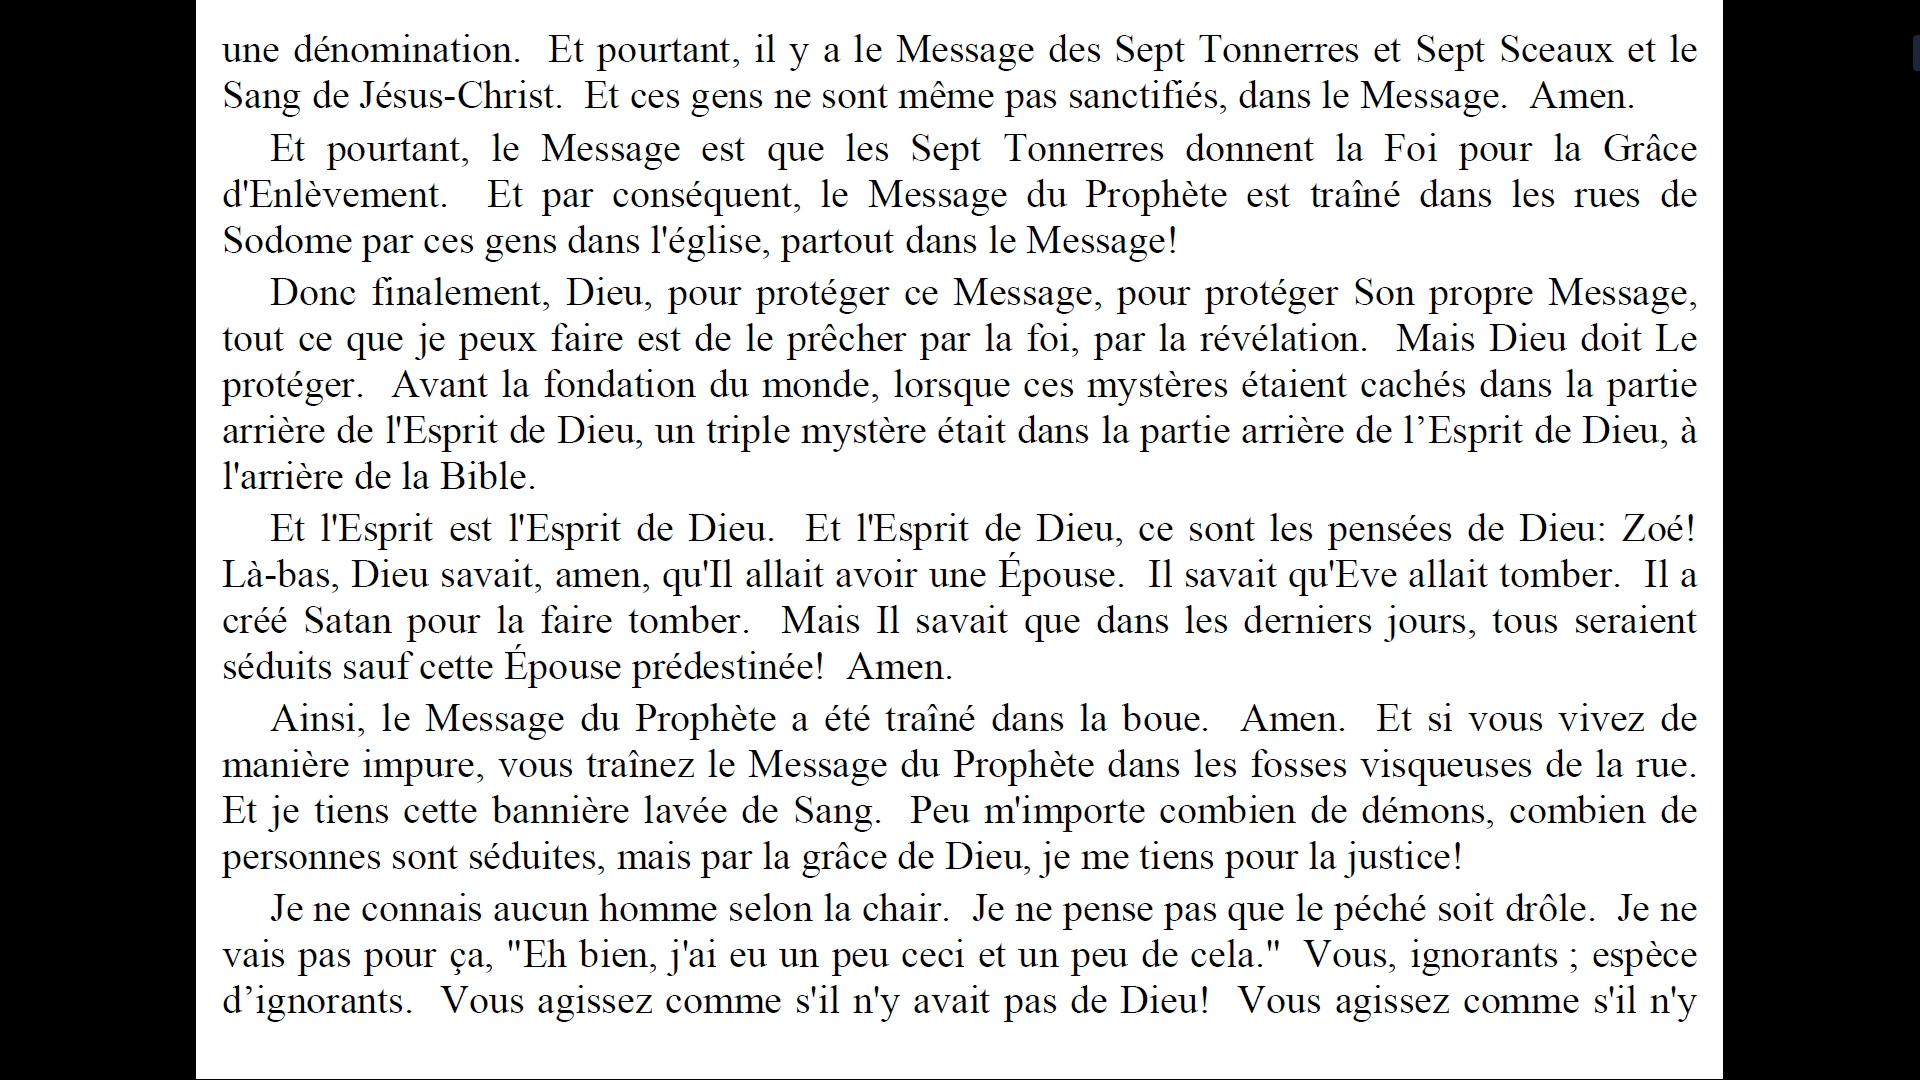 une dénomination.  Et pourtant, il y a le Message des Sept Tonnerres et Sept Sceaux et le
Sang de Jésus-Christ.  Et ces gens ne sont même pas sanctifiés, dans le Message.  Amen.
Et pourtant, le Message est que les Sept Tonnerres donnent la Foi pour la Grâce
d'Enlèvement.  Et par conséquent, le Message du Prophète est traîné dans les rues de
Sodome par ces gens dans l'église, partout dans le Message!
Donc finalement, Dieu, pour protéger ce Message, pour protéger Son propre Message,
tout ce que je peux faire est de le prêcher par la foi, par la révélation.  Mais Dieu doit Le
protéger.  Avant la fondation du monde, lorsque ces mystères étaient cachés dans la partie
arrière de l'Esprit de Dieu, un triple mystère était dans la partie arrière de l’Esprit de Dieu, à
l'arrière de la Bible.
Et l'Esprit est l'Esprit de Dieu.  Et l'Esprit de Dieu, ce sont les pensées de Dieu: Zoé!
Là-bas, Dieu savait, amen, qu'Il allait avoir une Épouse.  Il savait qu'Eve allait tomber.  Il a
créé Satan pour la faire tomber.  Mais Il savait que dans les derniers jours, tous seraient
séduits sauf cette Épouse prédestinée!  Amen.
Ainsi, le Message du Prophète a été traîné dans la boue.  Amen.  Et si vous vivez de
manière impure, vous traînez le Message du Prophète dans les fosses visqueuses de la rue.
Et je tiens cette bannière lavée de Sang.  Peu m'importe combien de démons, combien de
personnes sont séduites, mais par la grâce de Dieu, je me tiens pour la justice!
Je ne connais aucun homme selon la chair.  Je ne pense pas que le péché soit drôle.  Je ne
vais pas pour ça, "Eh bien, j'ai eu un peu ceci et un peu de cela."  Vous, ignorants ; espèce
d’ignorants.  Vous agissez comme s'il n'y avait pas de Dieu!  Vous agissez comme s'il n'y